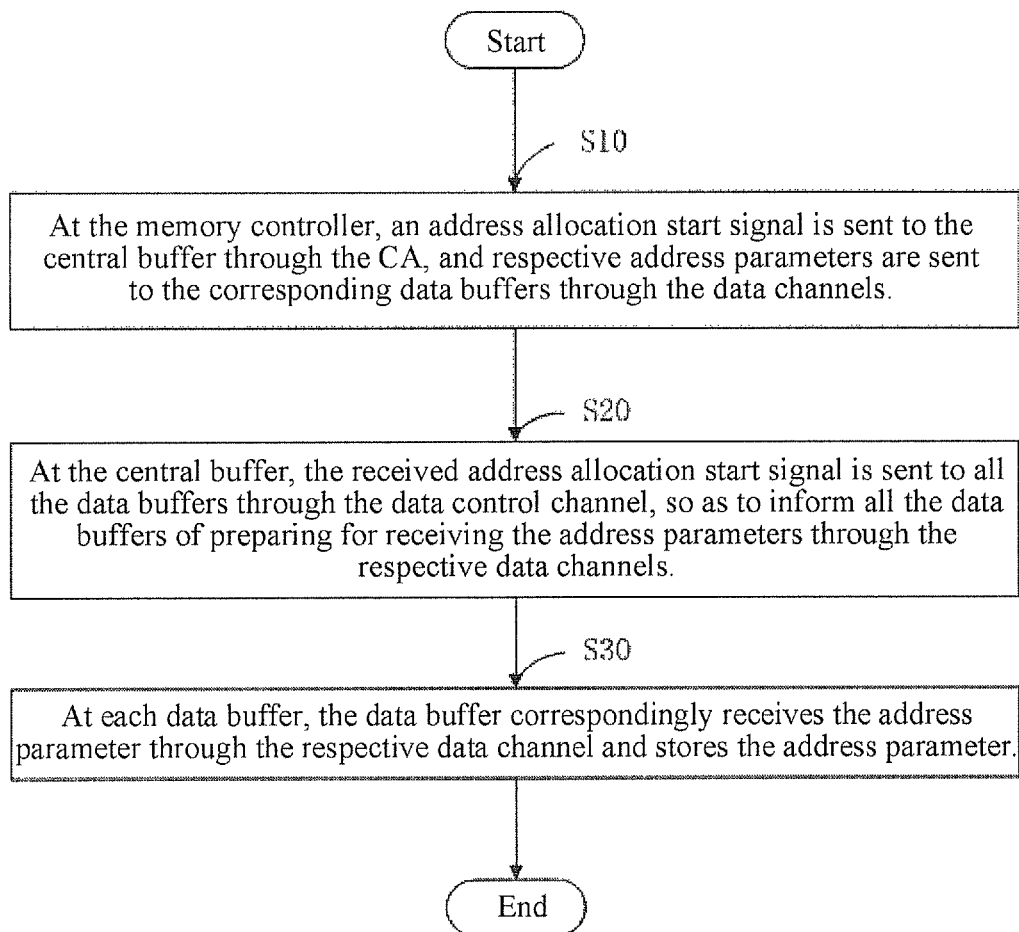 Start
S10
At the memory controller, an address allocation start signal is sent to the
central buffer through the CA, and respective address parameters are sent
to the corresponding data buffers through the data channels.
S20
At the central buffer, the received address allocation start signal is sent to all
the data buffers through the data control channel, so as to inform all the data
buffers of preparing for receiving the address parameters through the
respective data channels.
S30
At each data buffer, the data buffer correspondingly receives the address
parameter through the respective data channel and stores the address parameter.
End